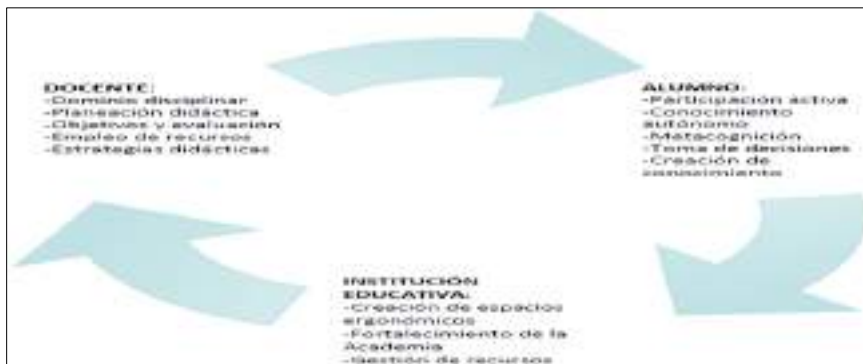 DOCENTE:
-Dominio disciplinar
-Planeación didáctica
-Objetivos y evaluación
-Empleo de recursos
-Estrategias didácticas
ALUMNO:
-Participación activa
-Conocimiento
autónomo
-Metacognición
-Toma de decisiones
-Creación de
conocimiento
INSTITUCIÓN
EDUCATIVA:
-Creación de espacios
ergonómicos
-Fortalecimiento de la
Academia
-Gestión de recursos